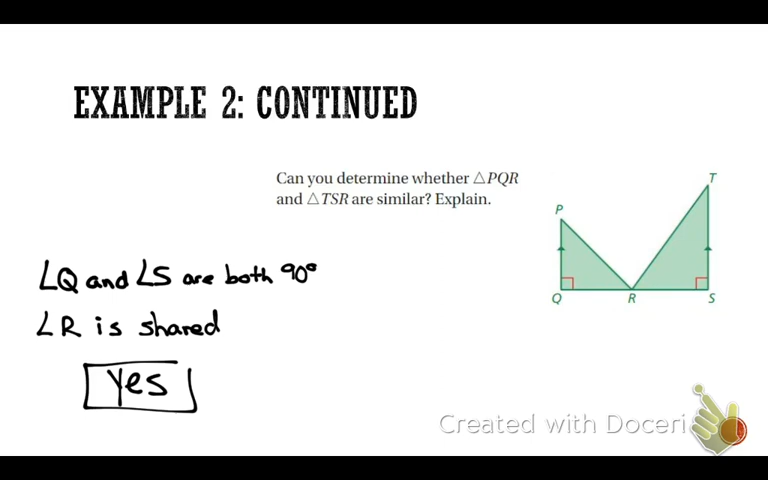 EXAMPLE 2: CONTINUED
Can you determine whether △PQR
and △TSR are similar? Explain.
T
P
Q
R
S
∠Q and ∠S are both 90°
∠R is shared
Yes
Created with Doceri